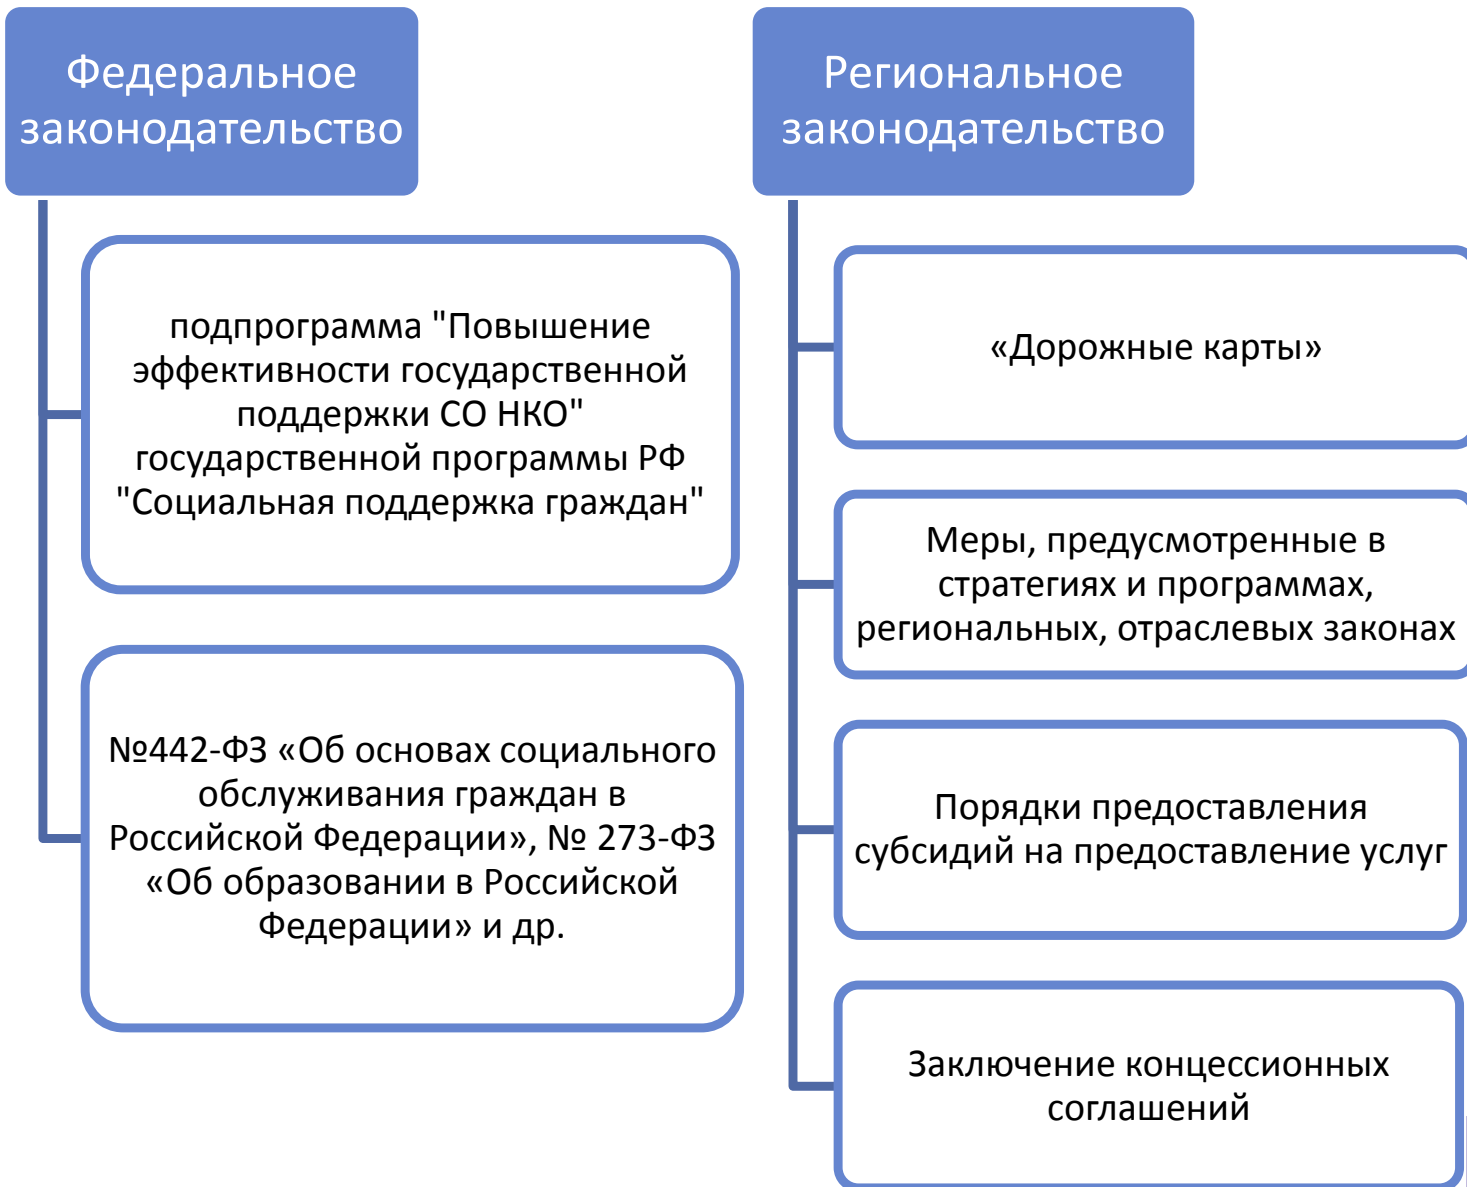 Федеральное
законодательство
подпрограмма "Повышение
эффективности государственной
поддержки СО НКО"
государственной программы РФ
"Социальная поддержка граждан"
№442-ФЗ «Об основах социального
обслуживания граждан в
Российской Федерации», № 273-ФЗ
«Об образовании в Российской
Федерации» и др.
Региональное
законодательство
«Дорожные карты»
Меры, предусмотренные в
стратегиях и программах,
региональных, отраслевых законах
Порядки предоставления
субсидий на предоставление услуг
Заключение концессионных
соглашений